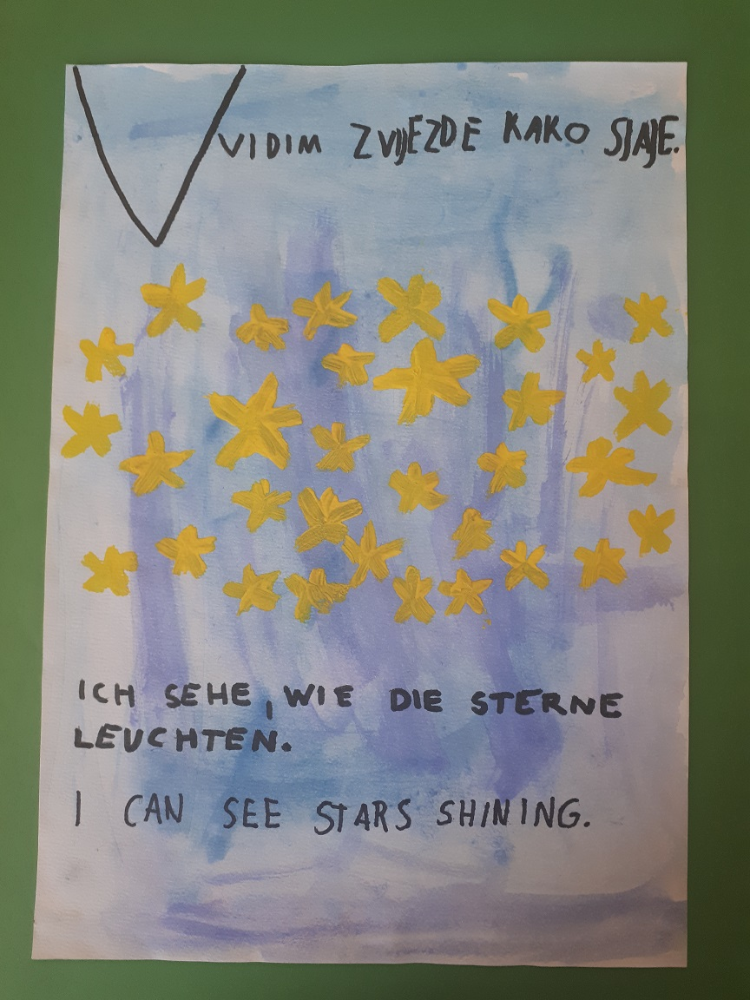 V VIDIM ZVIJEZDE KAKO SJAJE.
ICH SEHE, WIE DIE STERNE
LEUCHTEN.
I CAN SEE STARS SHINING.